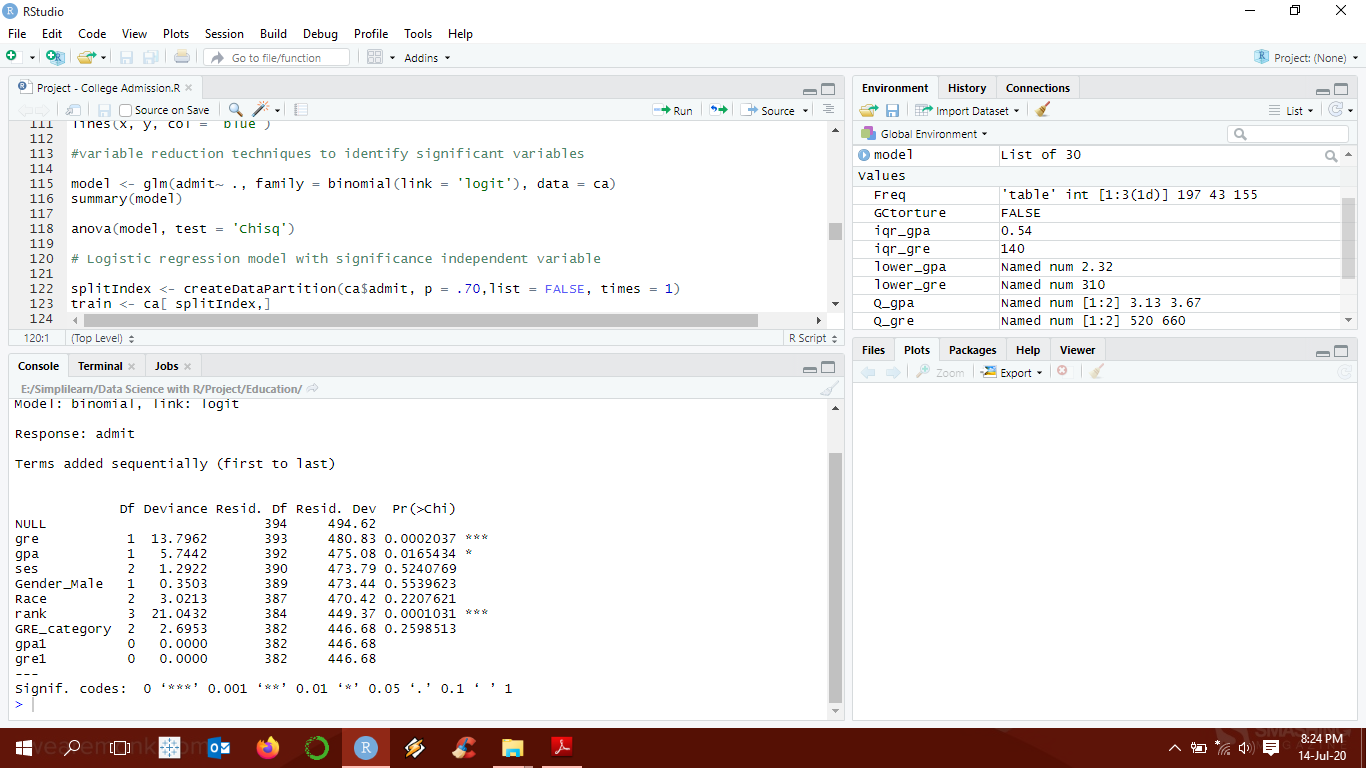 RStudio
File Edit Code View Plots Session Build Debug Profile Tools Help
Go to file/function Addins Project: (None)
Project - College Admission.R
Source on Save Run Source
111 lines(x, y, col = "blue")
112
113 #variable reduction techniques to identify significant variables
114
115 model <- glm(admit~ ., family = binomial(link = 'logit'), data = ca)
116 summary(model)
117
118 anova(model, test = 'Chisq')
119
120 # Logistic regression model with significance independent variable
121
122 splitIndex <- createDataPartition(ca$admit, p = .70,list = FALSE, times = 1)
123 train <- ca[ splitIndex,]
124
120:1 (Top Level) R Script
Console Terminal Jobs
E:/Simplilearn/Data Science with R/Project/Education/
Model: binomial, link: logit
Response: admit
Terms added sequentially (first to last)
Df Deviance Resid. Df Resid. Dev Pr(>Chi)
NULL 394 494.62
gre 1 13.7962 393 480.83 0.0002037 ***
gpa 1 5.7442 392 475.08 0.0165434 *
ses 2 1.2922 390 473.79 0.5240769
Gender_Male 1 0.3503 389 473.44 0.5539623
Race 2 3.0213 387 470.42 0.2207621
rank 3 21.0432 384 449.37 0.0001031 ***
GRE_category 2 2.6953 382 446.68 0.2598513
gpa1 0 0.0000 382 446.68
gre1 0 0.0000 382 446.68
---
Signif. codes: 0 ‘***’ 0.001 ‘**’ 0.01 ‘*’ 0.05 ‘.’ 0.1 ‘ ’ 1
>
Environment History Connections
Import Dataset List
Global Environment
model List of 30
Values
Freq 'table' int [1:3(1d)] 197 43 155
GCtorture FALSE
iqr_gpa 0.54
iqr_gre 140
lower_gpa Named num 2.32
lower_gre Named num 310
Q_gpa Named num [1:2] 3.13 3.67
Q_gre Named num [1:2] 520 660
Files Plots Packages Help Viewer
Zoom Export
8:24 PM
14-Jul-20